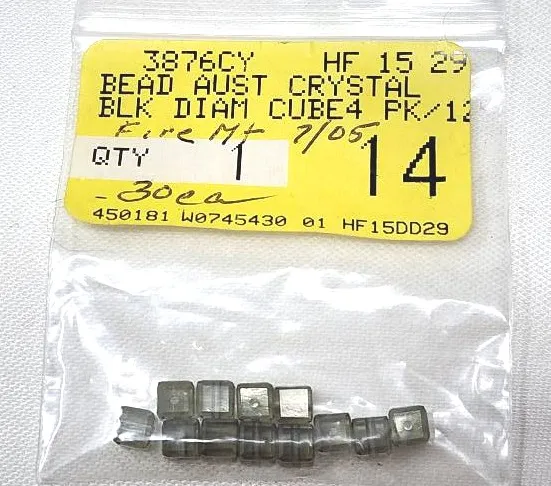 3876CY HF 15 29
BEAD AUST CRYSTAL
BLK DIAM CUBE4 PK/12
Fire Mt 7/05
QTY 1 14
.30ea
450181 W0745430 01 HF15DD29